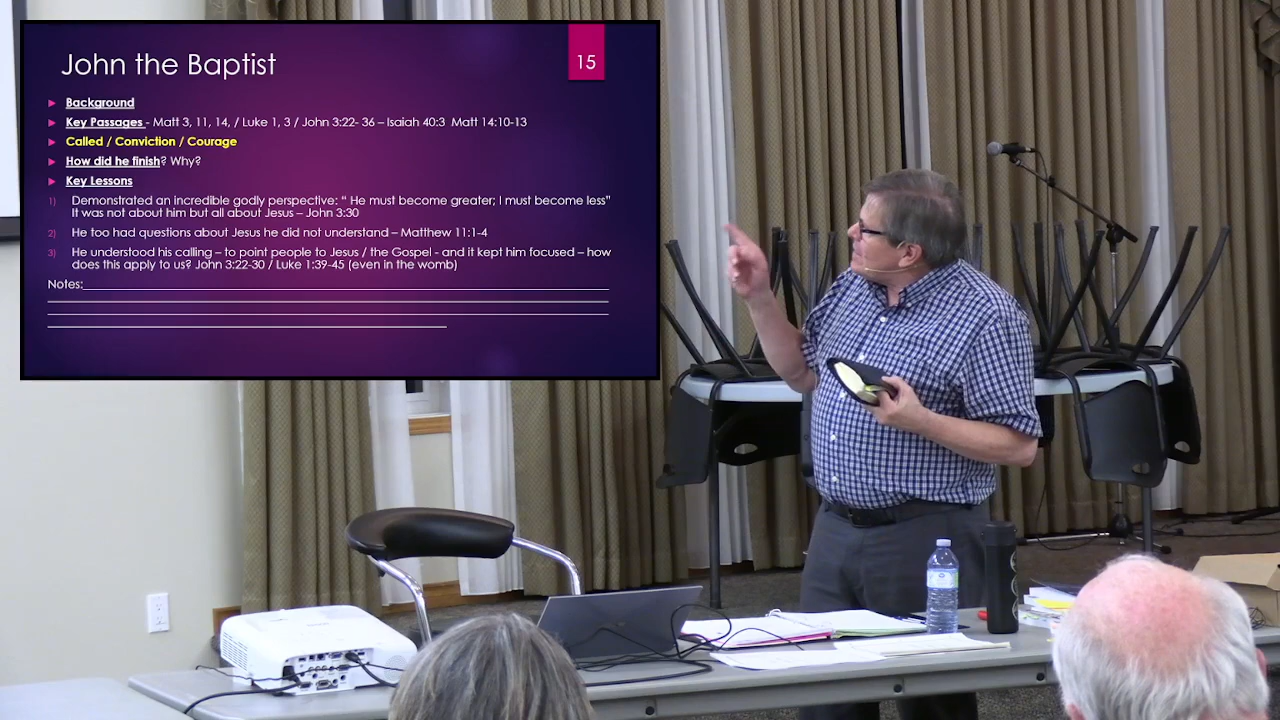 John the Baptist
15
Background
Key Passages - Matt 3, 11, 14, / Luke 1, 3 / John 3:22- 36 – Isaiah 40:3 Matt 14:10-13
Called / Conviction / Courage
How did he finish? Why?
Key Lessons
1) Demonstrated an incredible godly perspective: “ He must become greater; I must become less”
It was not about him but all about Jesus – John 3:30
2) He too had questions about Jesus he did not understand – Matthew 11:1-4
3) He understood his calling – to point people to Jesus / the Gospel - and it kept him focused – how
does this apply to us? John 3:22-30 / Luke 1:39-45 (even in the womb)
Notes: